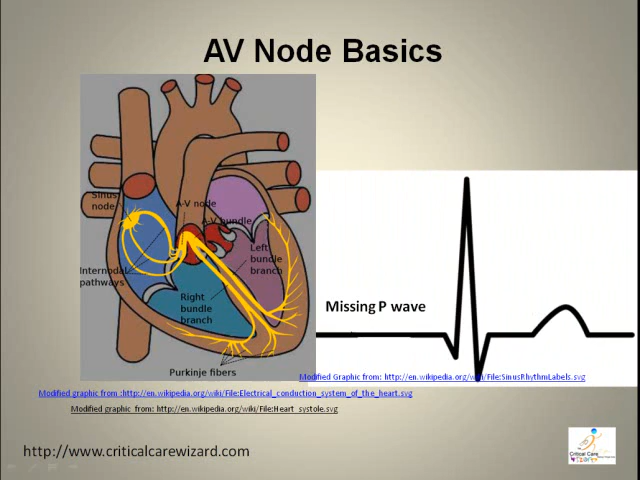 AV Node Basics
Sinus
node
A-V node
A-V bundle
Left
bundle
branch
Internodal
pathways
Right
bundle
branch
Missing P wave
Purkinje fibers
Modified Graphic from: http://en.wikipedia.org/wiki/File:SinusRhythmLabels.svg
Modified graphic from :http://en.wikipedia.org/wiki/File:Electrical_conduction_system_of_the_heart.svg
Modified graphic from: http://en.wikipedia.org/wiki/File:Heart_systole.svg
http://www.criticalcarewizard.com
Critical Care